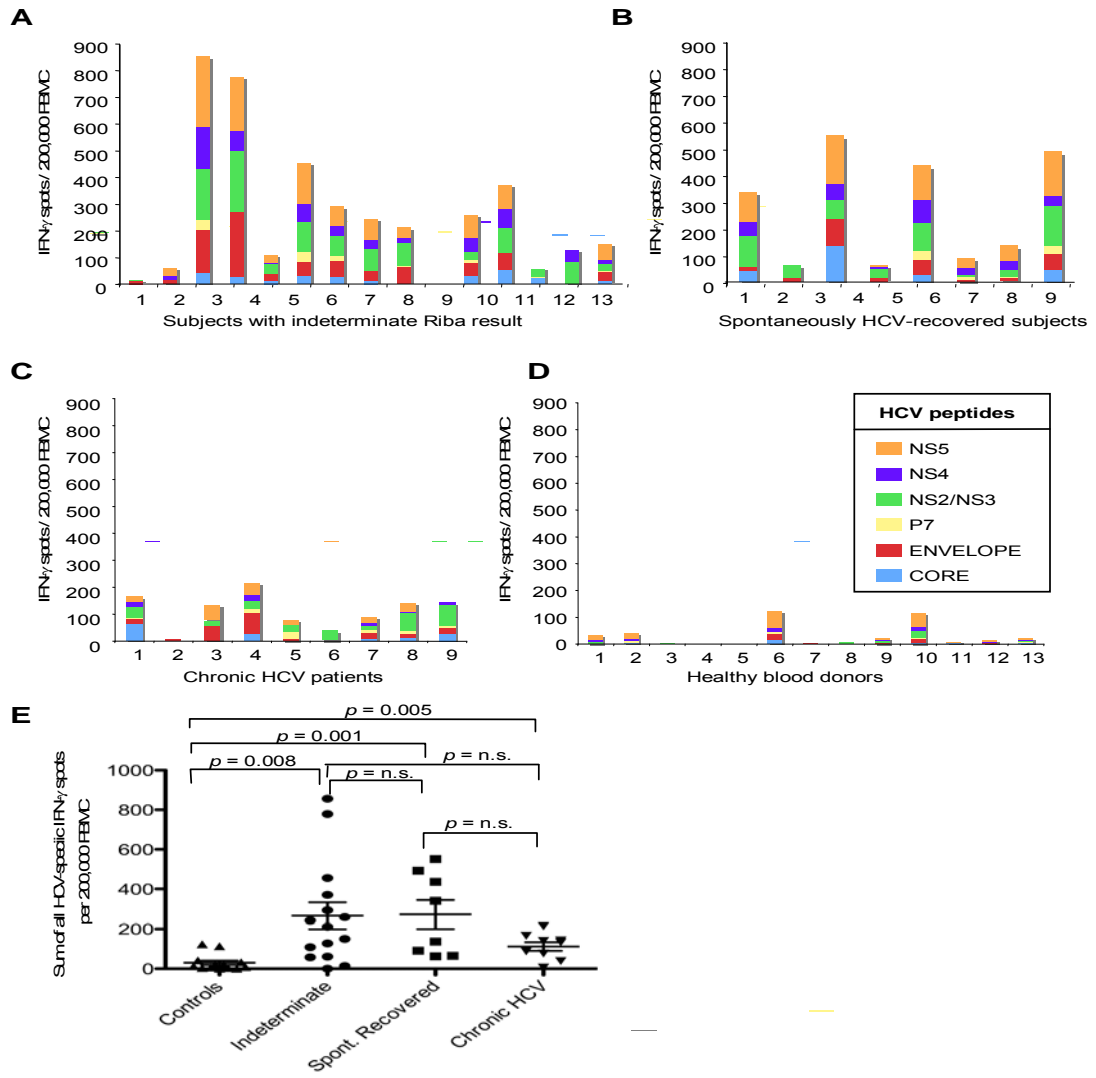 A
IFN-γ spots / 200,000 PBMC
900
800
700
600
500
400
300
200
100
0
1 2 3 4 5 6 7 8 9 10 11 12 13
Subjects with indeterminate Riba result
B
IFN-γ spots / 200,000 PBMC
900
800
700
600
500
400
300
200
100
0
1 2 3 4 5 6 7 8 9
Spontaneously HCV-recovered subjects
C
IFN-γ spots / 200,000 PBMC
900
800
700
600
500
400
300
200
100
0
1 2 3 4 5 6 7 8 9
Chronic HCV patients
D
IFN-γ spots / 200,000 PBMC
900
800
700
600
500
400
300
200
100
0
1 2 3 4 5 6 7 8 9 10 11 12 13
Healthy blood donors
HCV peptides
NS5
NS4
NS2/NS3
P7
ENVELOPE
CORE
E
p = 0.005
p = 0.001
p = 0.008
p = n.s.
p = n.s.
p = n.s.
Sum of all HCV-specific IFN-γ spots
per 200,000 PBMC
1000
800
600
400
200
0
Controls
Indeterminate
Spont. Recovered
Chronic HCV